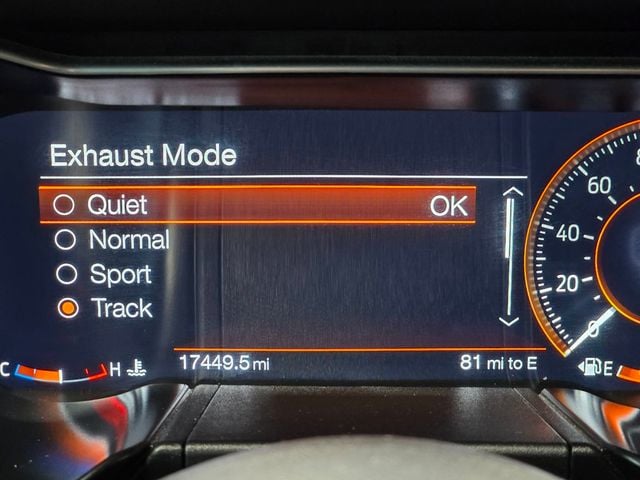 Exhaust Mode
Quiet OK
Normal
Sport
Track
60
40
20
0
C H
17449.5 mi 81 mi to E
E